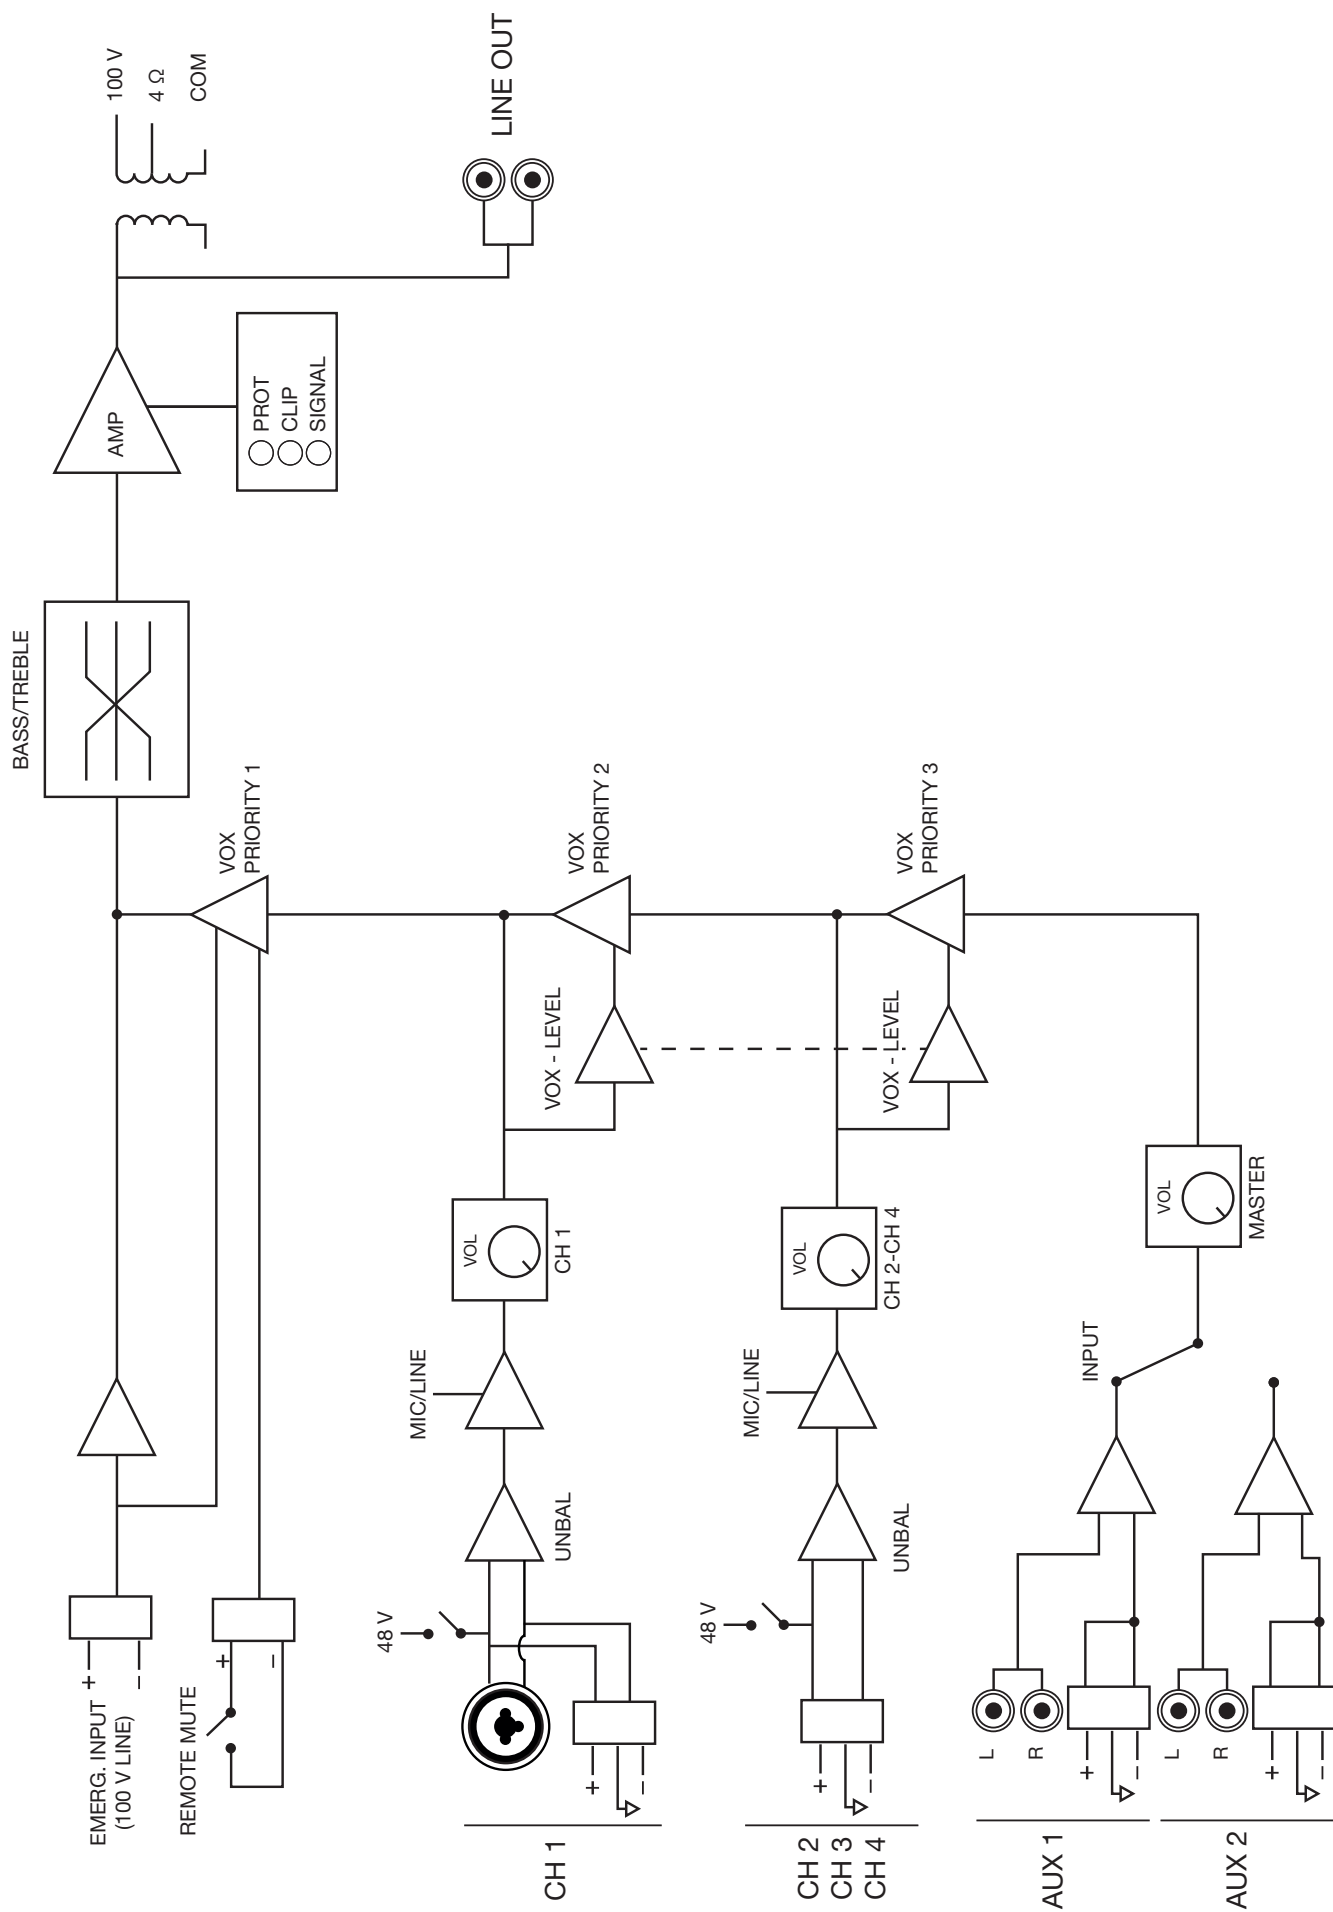 EMERG. INPUT
(100 V LINE)
+
–
REMOTE MUTE
+
–
BASS/TREBLE
AMP
PROT
CLIP
SIGNAL
100 V
4 Ω
COM
LINE OUT
VOX
PRIORITY 1
CH 1
+
–
48 V
UNBAL
MIC/LINE
VOL
CH 1
VOX - LEVEL
VOX
PRIORITY 2
CH 2
CH 3
CH 4
+
–
48 V
UNBAL
MIC/LINE
VOL
CH 2-CH 4
VOX - LEVEL
VOX
PRIORITY 3
AUX 1
L
R
+
–
INPUT
VOL
MASTER
AUX 2
L
R
+
–